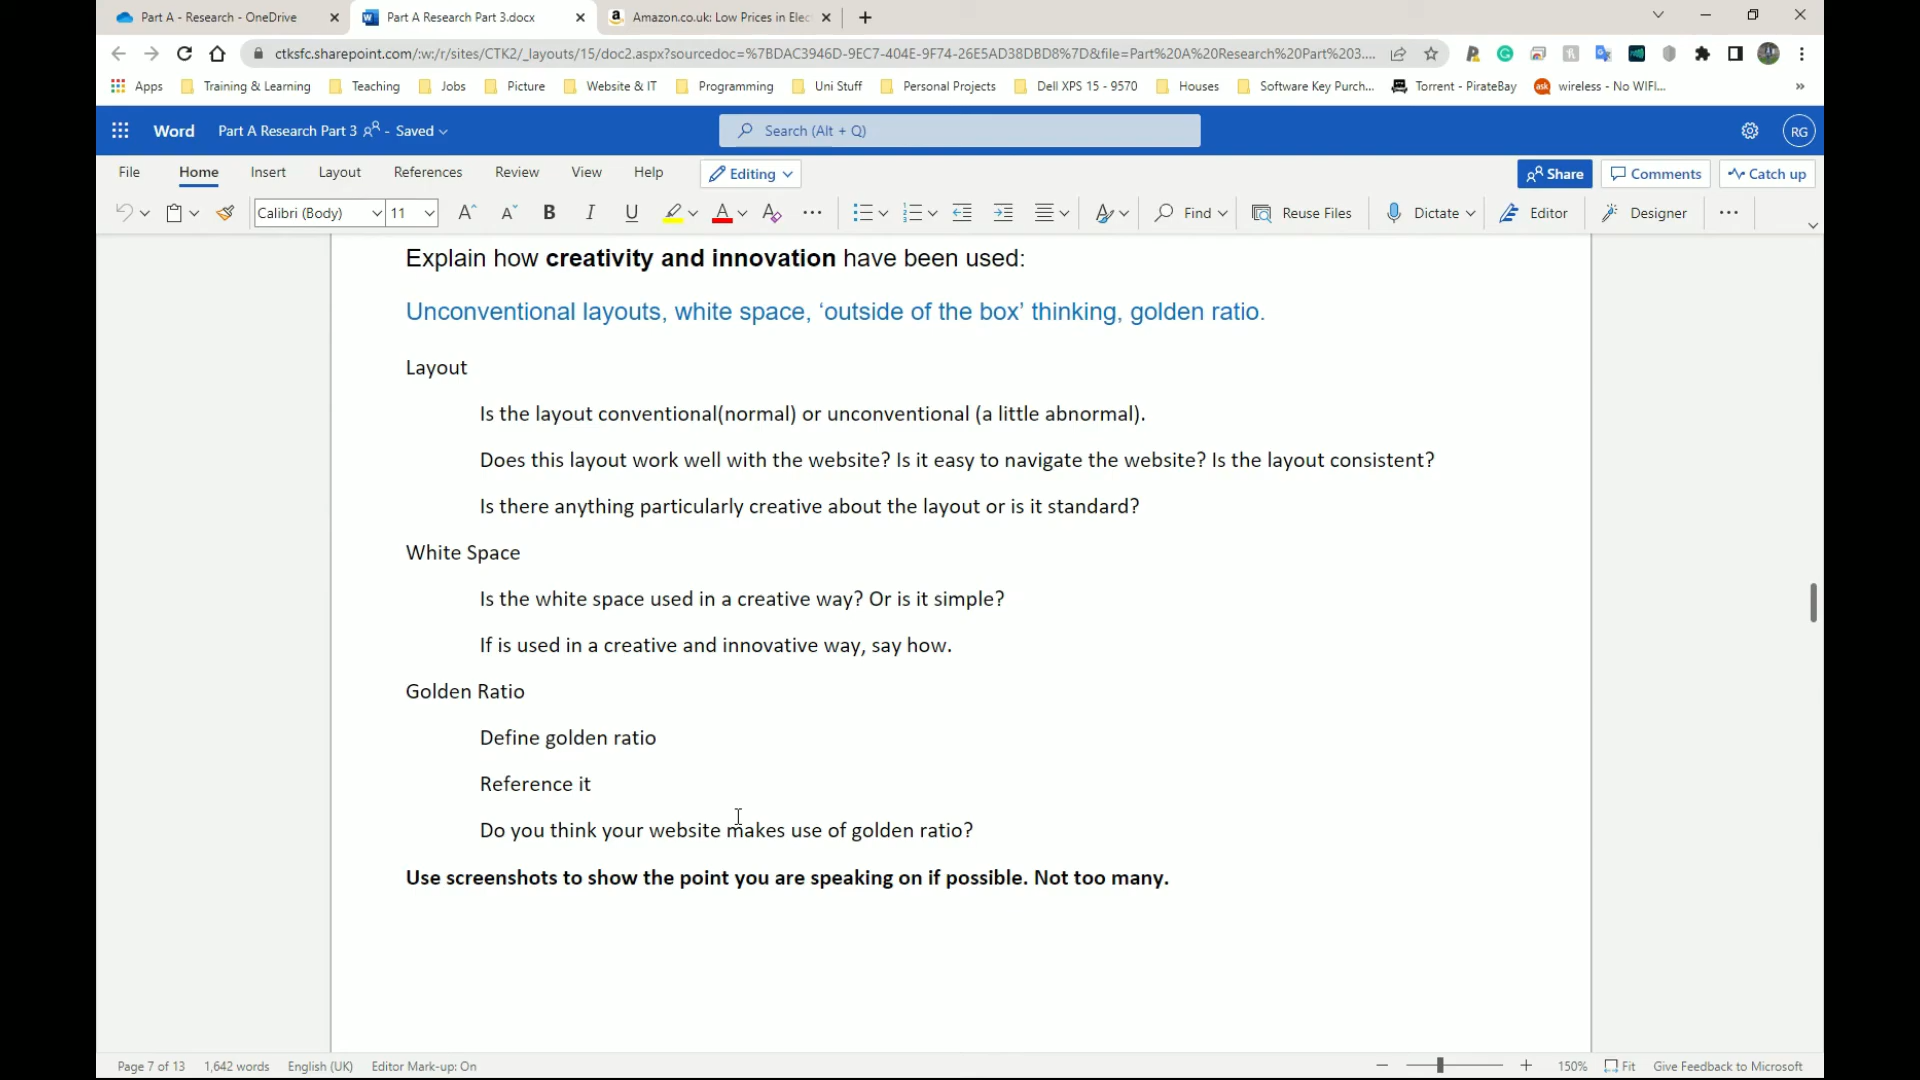 Part A - Research - OneDrive
Part A Research Part 3.docx
Amazon.co.uk: Low Prices in Elec
ctksfc.sharepoint.com/:w:/r/sites/CTK2/_layouts/15/doc2.aspx?sourcedoc=%7BDAC3946D-9EC7-404E-9F74-26E5AD38DBD8%7D&file=Part%20A%20Research%20Part%203....
Apps Training & Learning Teaching Jobs Picture Website & IT Programming Uni Stuff Personal Projects Dell XPS 15 - 9570 Houses Software Key Purch... Torrent - PirateBay wireless - No WIFI...
Word Part A Research Part 3 - Saved Search (Alt + Q) RG
File Home Insert Layout References Review View Help Editing Share Comments Catch up
Calibri (Body) 11 Find Reuse Files Dictate Editor Designer
Explain how creativity and innovation have been used:
Unconventional layouts, white space, ‘outside of the box’ thinking, golden ratio.
Layout
Is the layout conventional(normal) or unconventional (a little abnormal).
Does this layout work well with the website? Is it easy to navigate the website? Is the layout consistent?
Is there anything particularly creative about the layout or is it standard?
White Space
Is the white space used in a creative way? Or is it simple?
If is used in a creative and innovative way, say how.
Golden Ratio
Define golden ratio
Reference it
Do you think your website makes use of golden ratio?
Use screenshots to show the point you are speaking on if possible. Not too many.
Page 7 of 13 1,642 words English (UK) Editor Mark-up: On 150% Fit Give Feedback to Microsoft